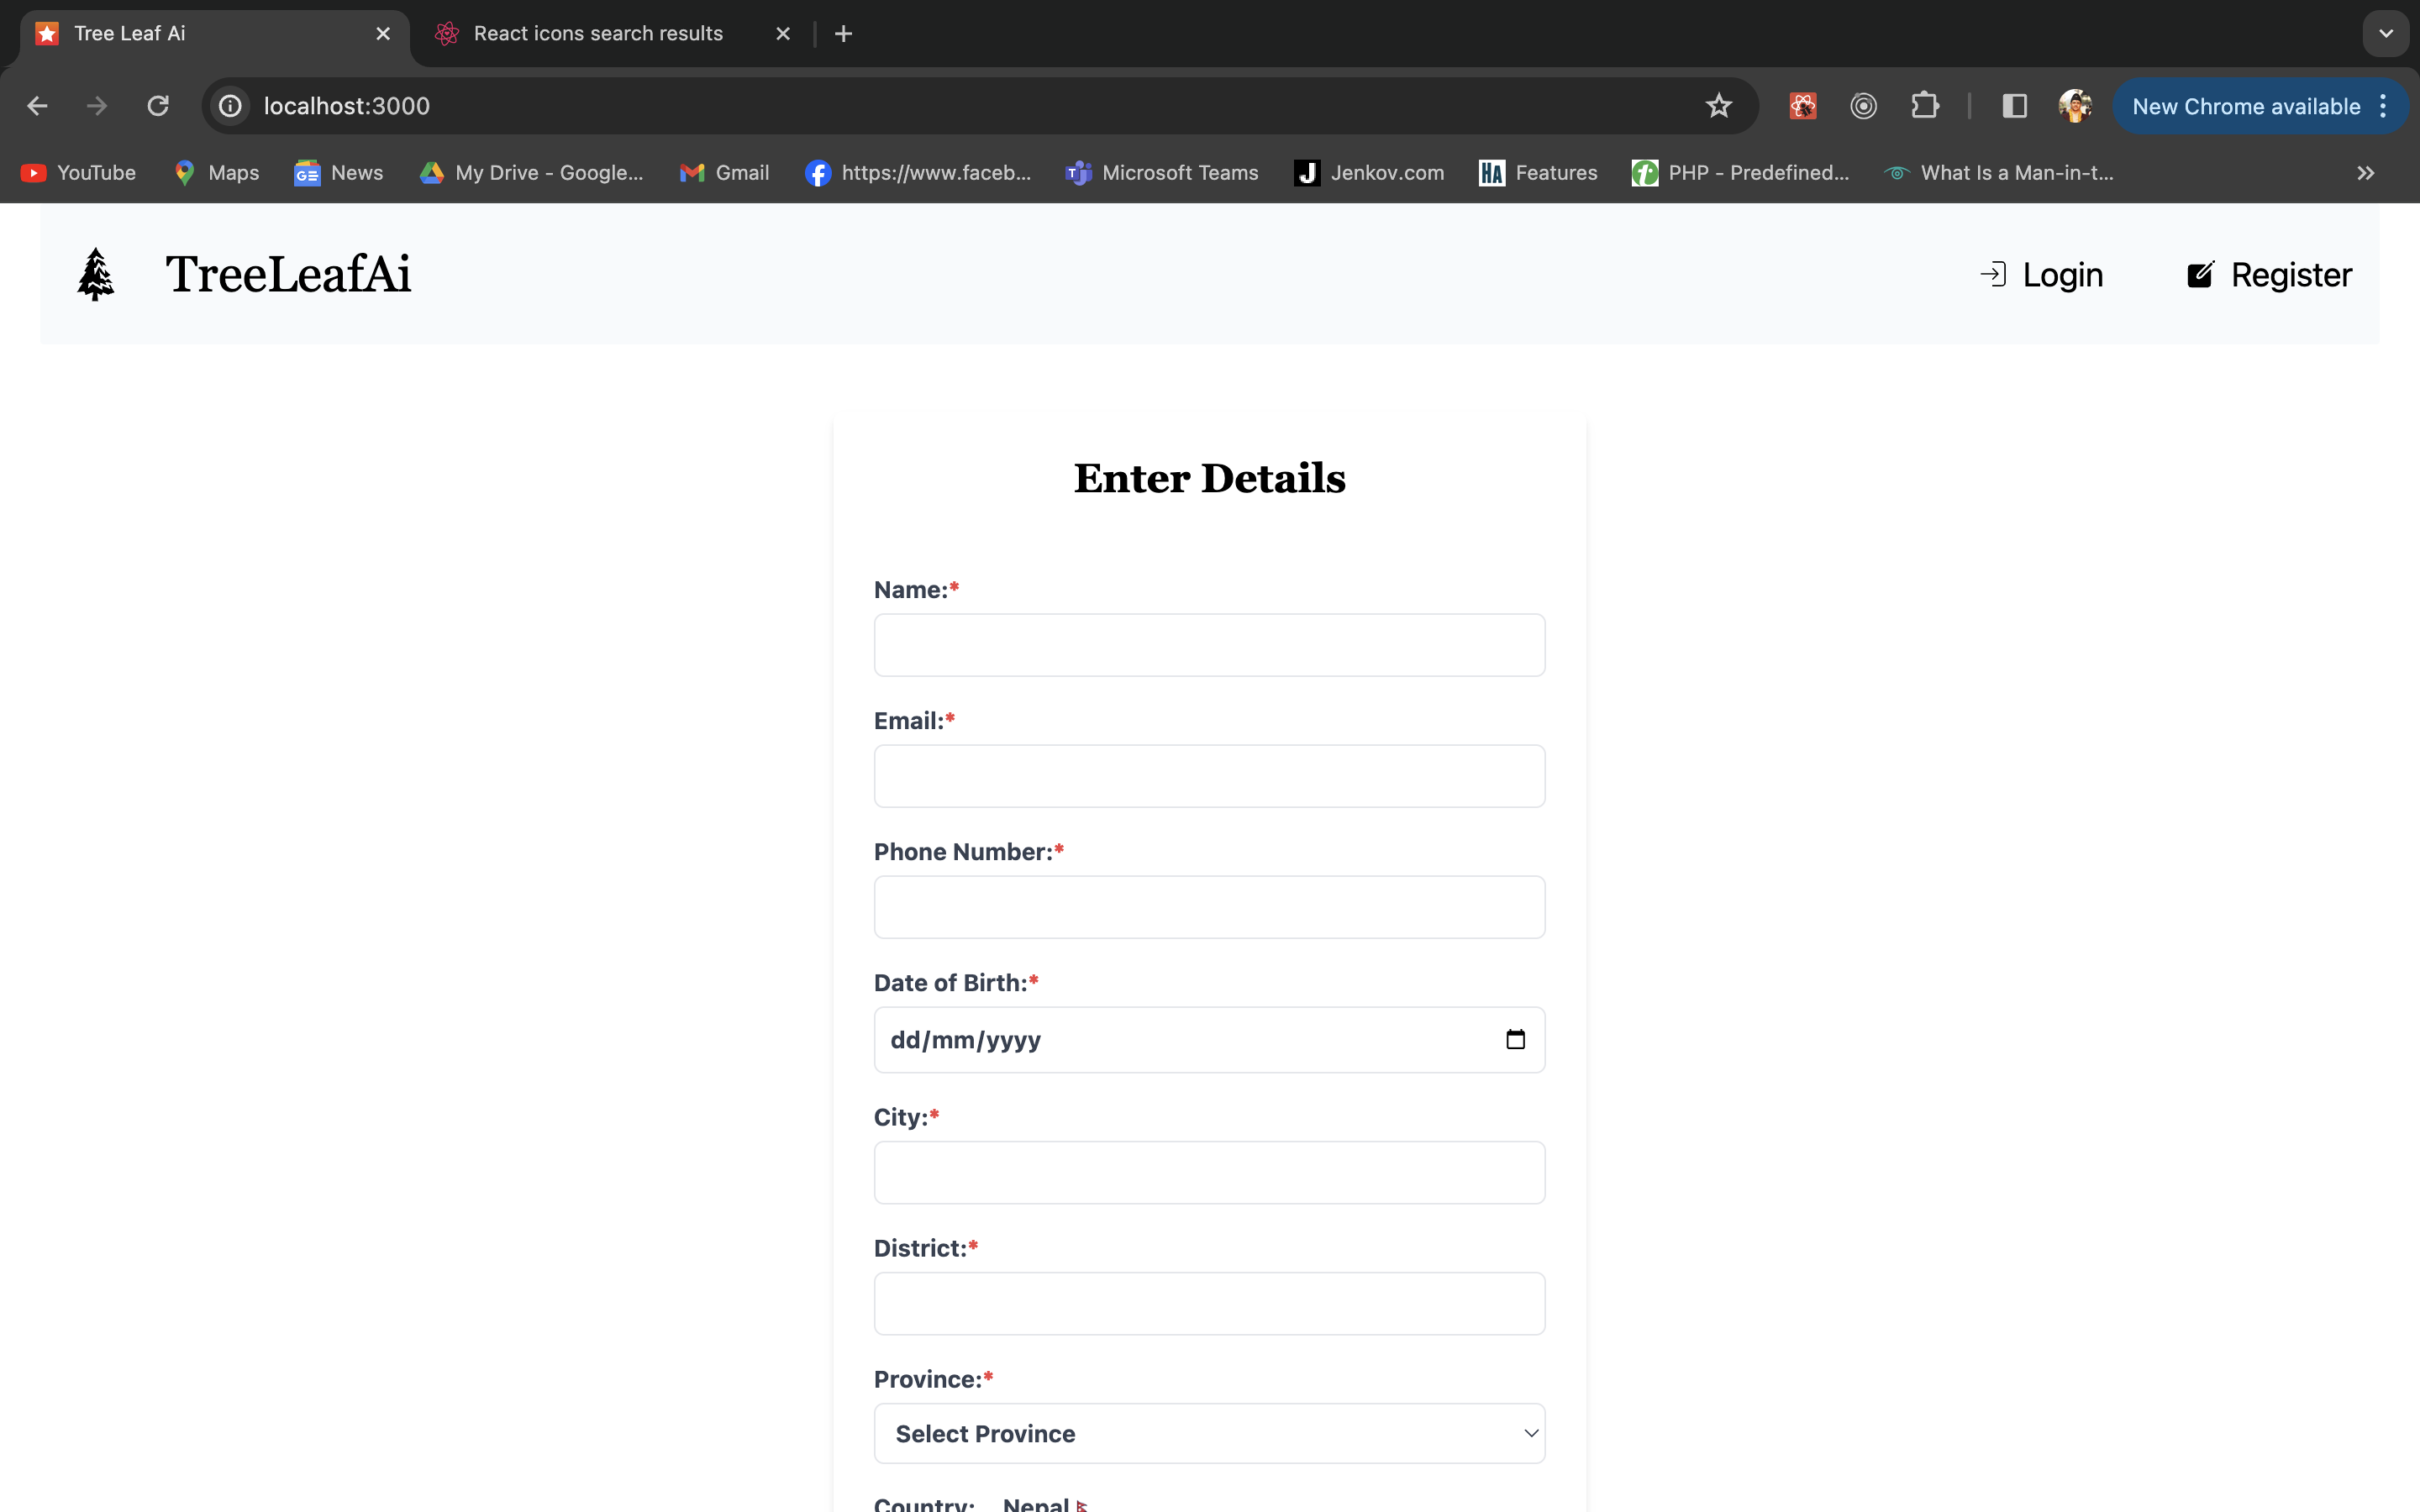 Tree Leaf Ai
React icons search results
localhost:3000
New Chrome available
YouTube
Maps
GE
News
My Drive - Google...
Gmail
https://www.faceb...
Microsoft Teams
J
Jenkov.com
HA
Features
PHP - Predefined...
What Is a Man-in-t...
TreeLeafAi
Login
Register
Enter Details
Name:*
Email:*
Phone Number:*
Date of Birth:*
dd/mm/yyyy
City:*
District:*
Province:*
Select Province
Country: Nepal